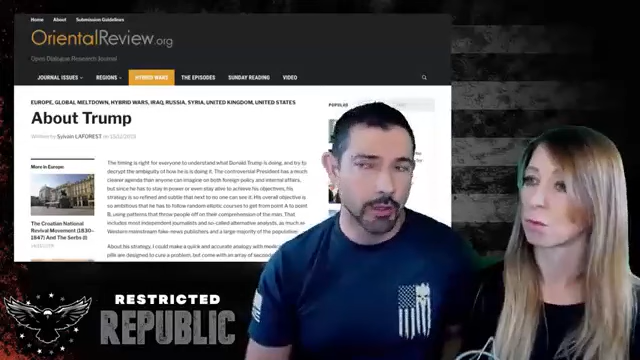 Home About Submission Guidelines
OrientalReview.org
Open Dialogue Research Journal
JOURNAL ISSUES REGIONS HYBRID WARS THE EPISODES SUNDAY READING VIDEO
EUROPE, GLOBAL MELTDOWN, HYBRID WARS, IRAQ, RUSSIA, SYRIA, UNITED KINGDOM, UNITED STATES
About Trump
Written by Sylvain LAFOREST on
POPULAR
More in Europe
The Croatian National
Revival Movement (1830–
1847) And The Serbs (I)
The timing is right for everyone to understand what Donald Trump is doing, and try
to decrypt the ambiguity of how he is doing it. The controversial President has a much
clearer agenda than anyone can imagine on both foreign policy and internal affairs,
but since he has to stay in power or even stay alive to achieve his objectives, his
strategy is so refined and subtle that next to no one can see it. His overall objective is
so ambitious that he has to follow random elliptic courses to get from point A to point
B, using patterns that throw people off on their comprehension of the man. That
includes most independent journalists and so-called alternative analysts, as much as
Western mainstream fake-news publishers and a large majority of the population.
About his strategy, I could make a quick and accurate analogy with
pills are designed to cure a problem, but come with an array of
RESTRICTED
REPUBLIC